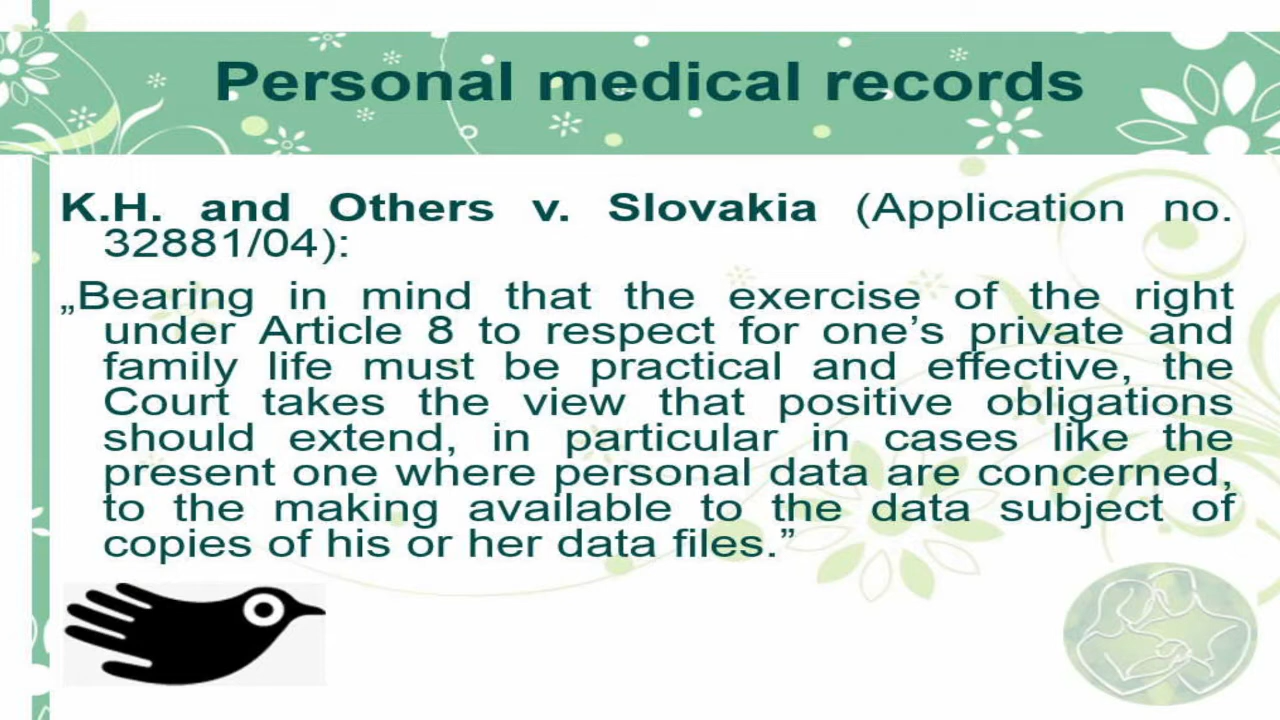 Personal medical records
K.H. and Others v. Slovakia (Application no.
32881/04):
„Bearing in mind that the exercise of the right
under Article 8 to respect for one’s private and
family life must be practical and effective, the
Court takes the view that positive obligations
should extend, in particular in cases like the
present one where personal data are concerned,
to the making available to the data subject of
copies of his or her data files.”